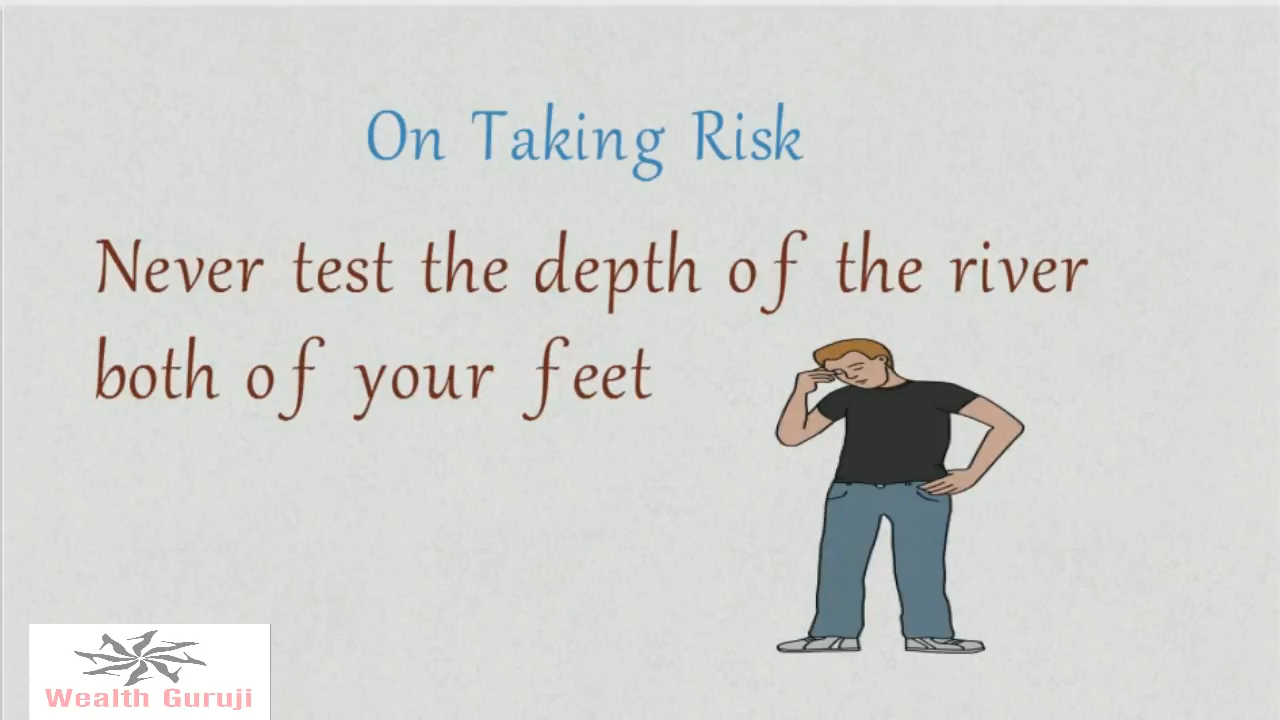 On Taking Risk
Never test the depth of the river
both of your feet
Wealth Guruji